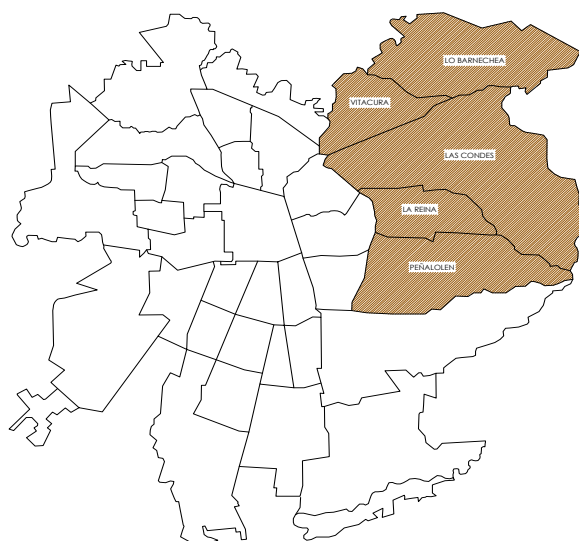 LO BARNECHEA
VITACURA
LAS CONDES
LA REINA
PEÑALOLEN